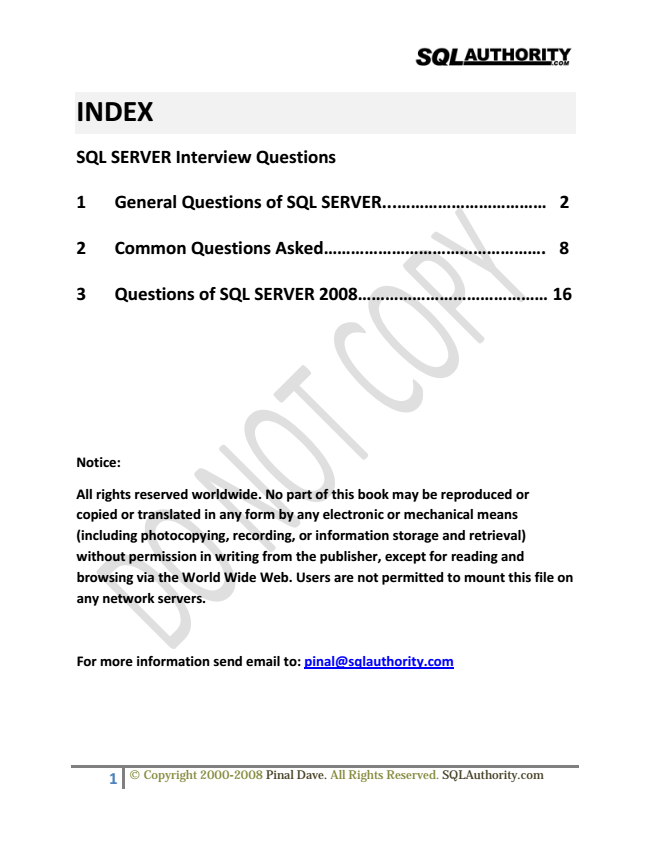 SQLAUTHORITY.COM
INDEX
SQL SERVER Interview Questions
1 General Questions of SQL SERVER...…………………………… 2
2 Common Questions Asked……………………………………………. 8
3 Questions of SQL SERVER 2008…………………………………… 16
DO NOT COPY
Notice:
All rights reserved worldwide. No part of this book may be reproduced or
copied or translated in any form by any electronic or mechanical means
(including photocopying, recording, or information storage and retrieval)
without permission in writing from the publisher, except for reading and
browsing via the World Wide Web. Users are not permitted to mount this file on
any network servers.
For more information send email to: pinal@sqlauthority.com
1 © Copyright 2000-2008 Pinal Dave. All Rights Reserved. SQLAuthority.com